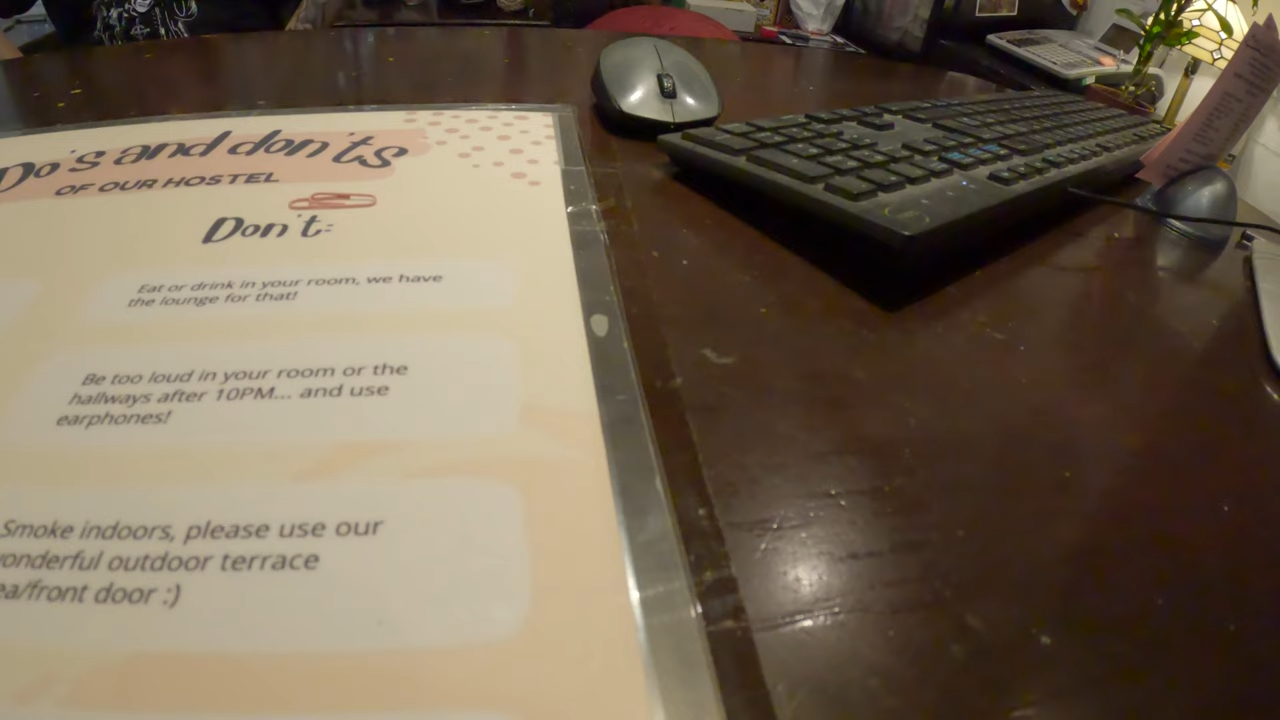 Do's and don'ts
OF OUR HOSTEL
Don't:
Eat or drink in your room, we have
the lounge for that!
Be too loud in your room or the
hallways after 10PM... and use
earphones!
Smoke indoors, please use our
outdoor terrace
door :)